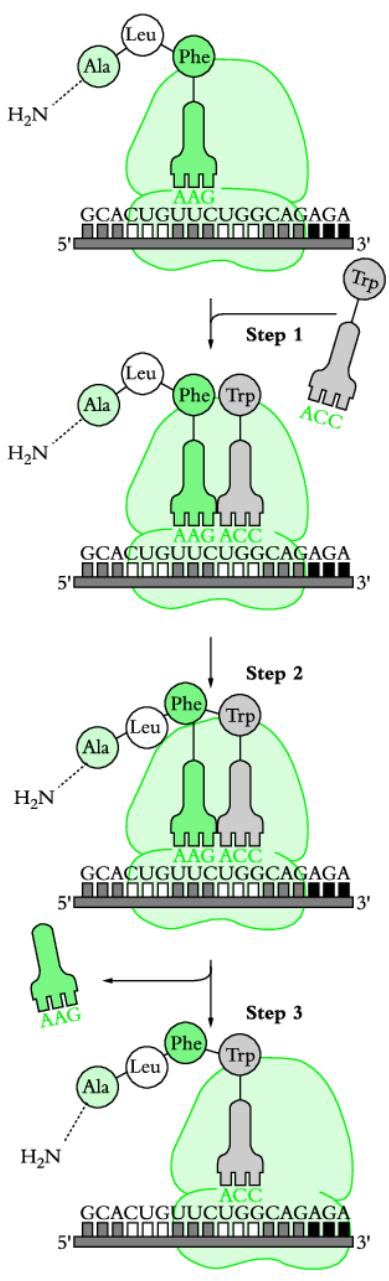 Leu
Ala
Phe
H₂N
AAG
GCACUGUUCUGGCAGAGA
5' 3'
Trp
Step 1
ACC
Leu
Ala
Phe Trp
H₂N
AAG ACC
GCACUGUUCUGGCAGAGA
5' 3'
Step 2
Phe
Leu Trp
Ala
H₂N
AAG ACC
GCACUGUUCUGGCAGAGA
5' 3'
AAG
Step 3
Phe
Leu Trp
Ala
H₂N
ACC
GCACUGUUCUGGCAGAGA
5' 3'